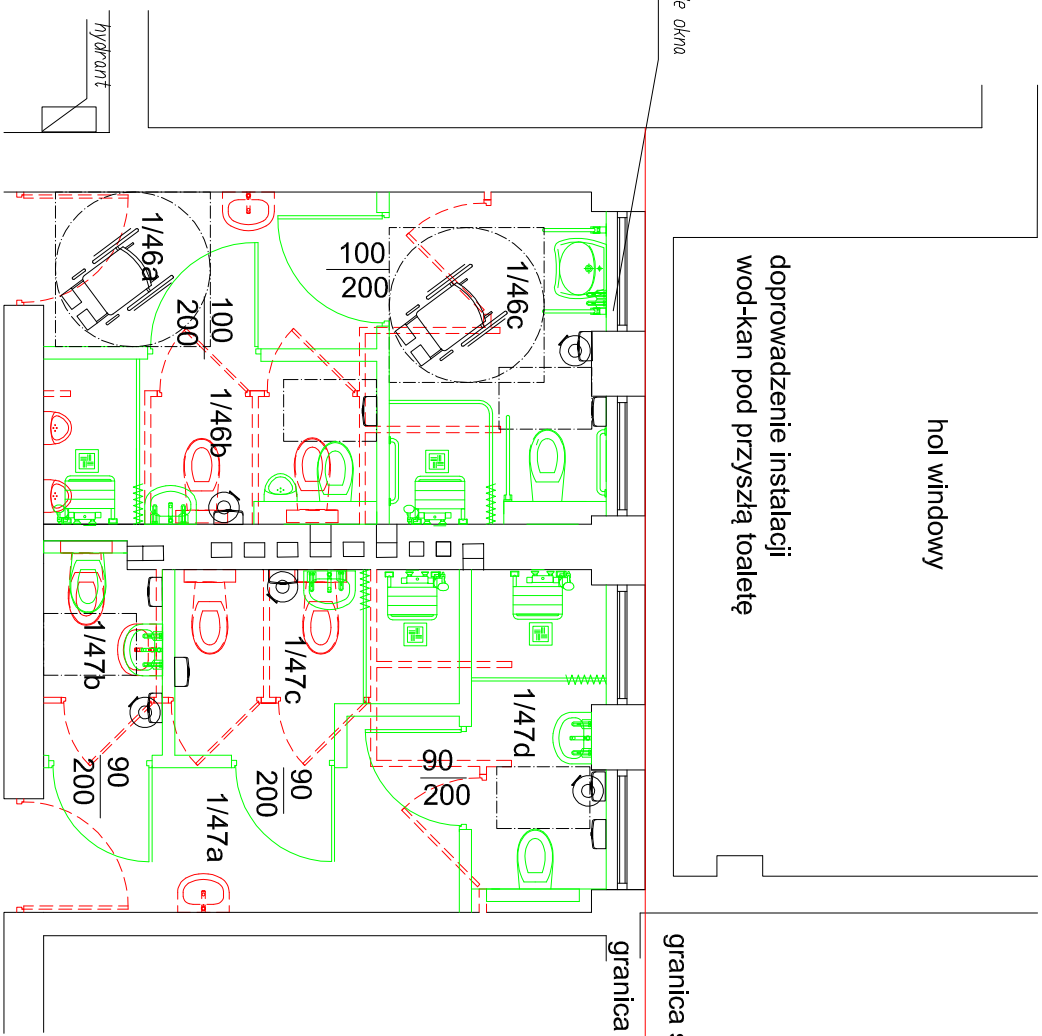 hol windowy
doprowadzenie instalacji
wod-kan pod przyszłą toaletę
okna
hydrant
granica
granica
1/46a
1/46b
1/46c
100
200
100
200
1/47a
1/47b
1/47c
1/47d
90
200
90
200
90
200